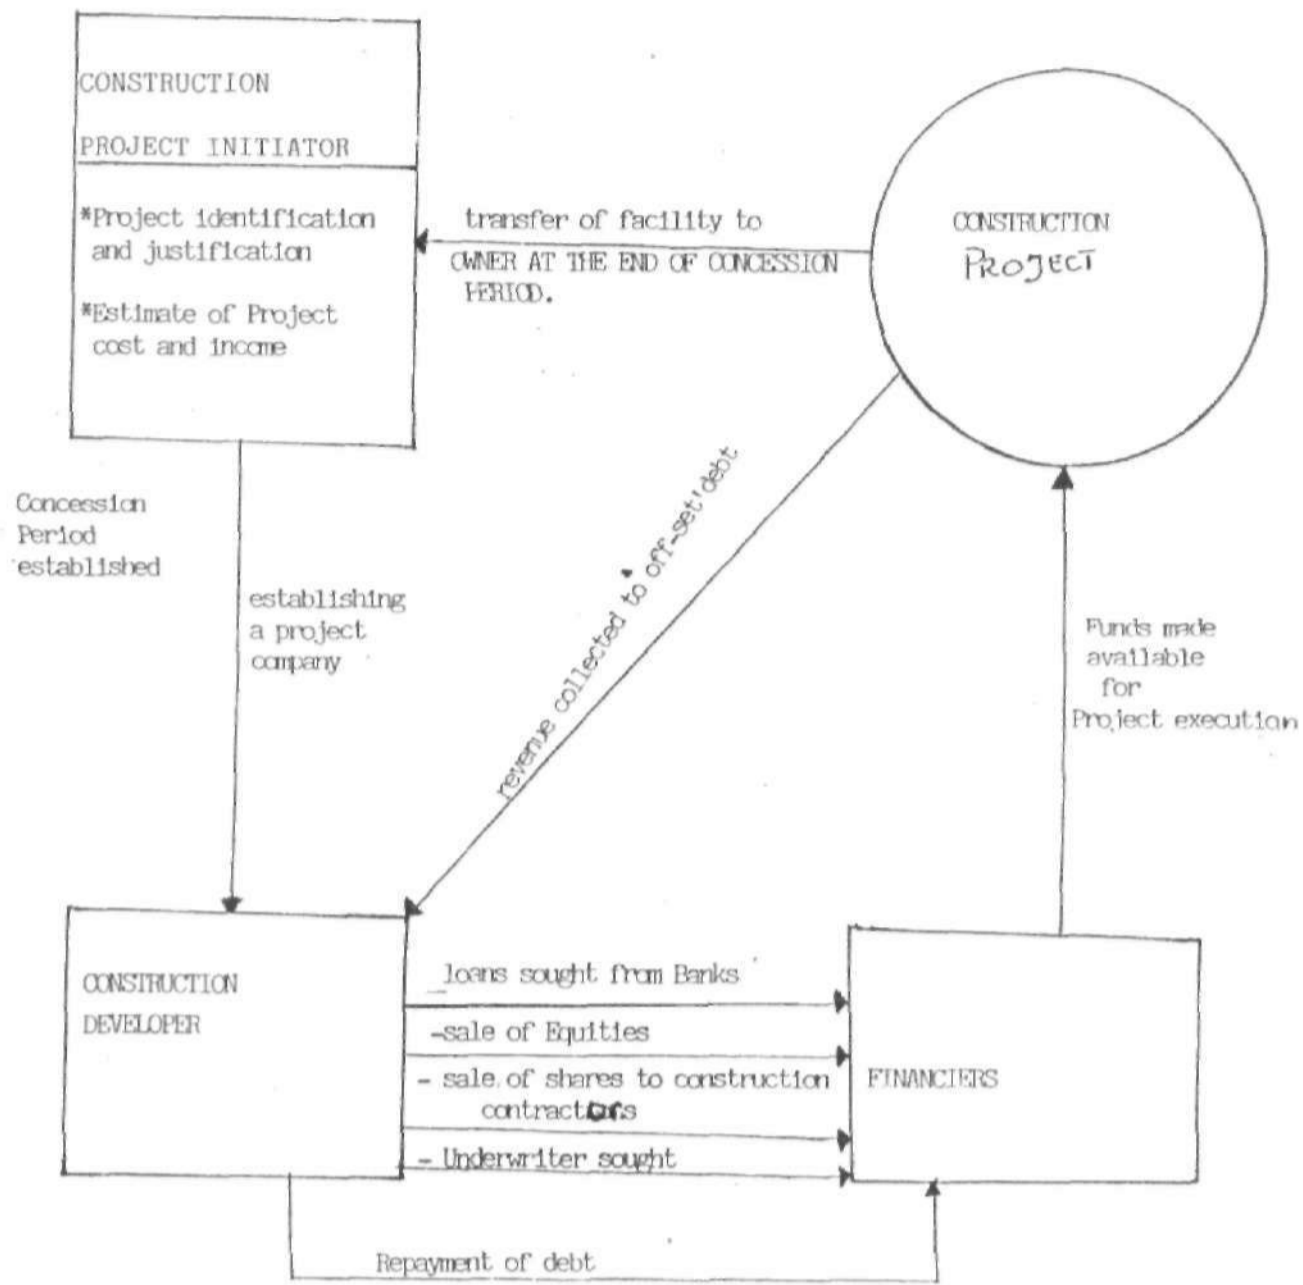 CONSTRUCTION
PROJECT INITIATOR
*Project identification
and justification
*Estimate of Project
cost and income
transfer of facility to
OWNER AT THE END OF CONCESSION
PERIOD.
CONSTRUCTION
PROJECT
Concession
Period
established
establishing
a project
company
revenue collected to off-set'debt
Funds made
available
for
Project execution
CONSTRUCTION
DEVELOPER
_loans sought from Banks
-sale of Equities
- sale of shares to construction
contractors
- Underwriter sought
FINANCIERS
Repayment of debt